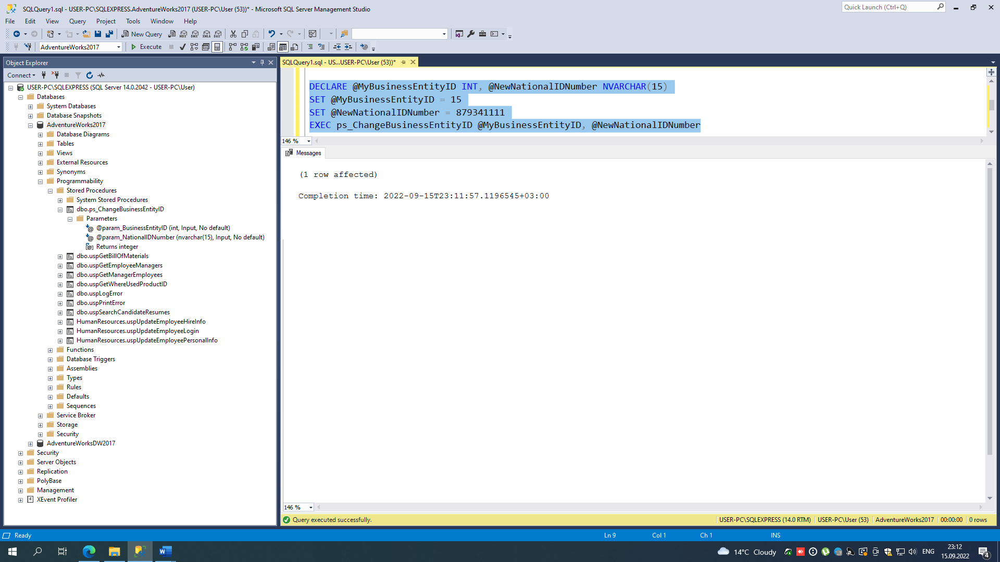 SQLQuery1.sql - USER-PC\SQLEXPRESS.AdventureWorks2017 (USER-PC\User (53))* - Microsoft SQL Server Management Studio
Quick Launch (Ctrl+Q)
File Edit View Query Project Tools Window Help
New Query
MDX DMX XMLA DAX
AdventureWorks2017
Execute
Object Explorer
SQLQuery1.sql - US...USER-PC\User (53))*
Connect
USER-PC\SQLEXPRESS (SQL Server 14.0.2042 - USER-PC\User)
Databases
System Databases
Database Snapshots
AdventureWorks2017
Database Diagrams
Tables
Views
External Resources
Synonyms
Programmability
Stored Procedures
System Stored Procedures
dbo.ps_ChangeBusinessEntityID
Parameters
@param_BusinessEntityID (int, Input, No default)
@param_NationalIDNumber (nvarchar(15), Input, No default)
Returns integer
dbo.uspGetBillOfMaterials
dbo.uspGetEmployeeManagers
dbo.uspGetManagerEmployees
dbo.uspGetWhereUsedProductID
dbo.uspLogError
dbo.uspPrintError
dbo.uspSearchCandidateResumes
HumanResources.uspUpdateEmployeeHireInfo
HumanResources.uspUpdateEmployeeLogin
HumanResources.uspUpdateEmployeePersonalInfo
Functions
Database Triggers
Assemblies
Types
Rules
Defaults
Sequences
Service Broker
Storage
Security
AdventureWorksDW2017
Security
Server Objects
Replication
PolyBase
Management
XEvent Profiler
DECLARE @MyBusinessEntityID INT, @NewNationalIDNumber NVARCHAR(15)
SET @MyBusinessEntityID = 15
SET @NewNationalIDNumber = 879341111
EXEC ps_ChangeBusinessEntityID @MyBusinessEntityID, @NewNationalIDNumber
146 %
Messages
(1 row affected)
Completion time: 2022-09-15T23:11:57.1196545+03:00
146 %
Query executed successfully.
USER-PC\SQLEXPRESS (14.0 RTM) USER-PC\User (53) AdventureWorks2017 00:00:00 0 rows
Ready
Ln 9 Col 1 Ch 1 INS
14°C Cloudy
ENG
23:12
15.09.2022
4